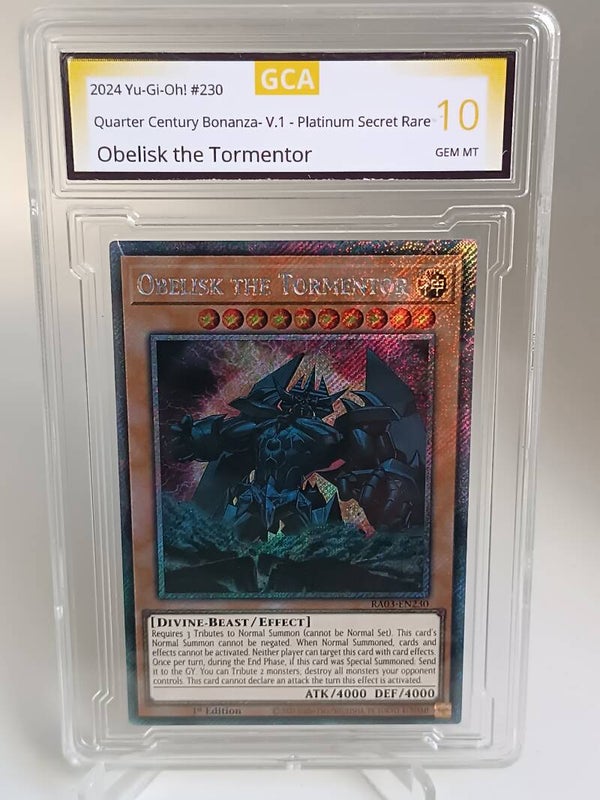 GCA
2024 Yu-Gi-Oh! #230
Quarter Century Bonanza- V.1 - Platinum Secret Rare
10
Obelisk the Tormentor
GEM MT
OBELISK THE TORMENTOR
神
RA03-EN230
[DIVINE-BEAST/EFFECT]
Requires 3 Tributes to Normal Summon (cannot be Normal Set). This card's
Normal Summon cannot be negated. When Normal Summoned, cards and
effects cannot be activated. Neither player can target this card with card effects.
Once per turn, during the End Phase, if this card was Special Summoned: Send
it to the GY. You can Tribute 2 monsters; destroy all monsters your opponent
controls. This card cannot declare an attack the turn this effect is activated.
ATK/4000 DEF/4000
1st Edition